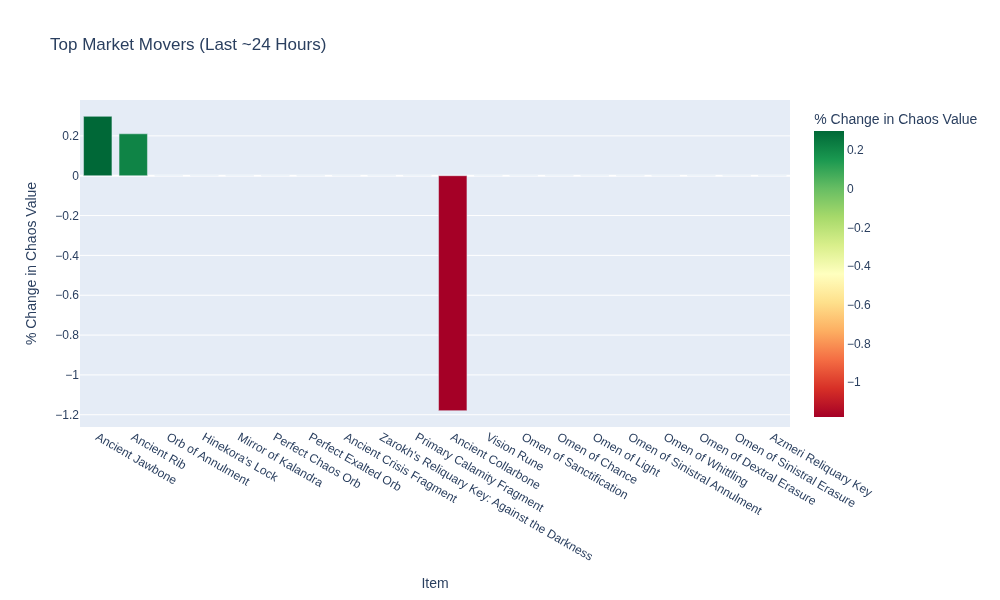 Top Market Movers (Last ~24 Hours)
% Change in Chaos Value
0.2
0
−0.2
−0.4
−0.6
−0.8
−1
−1.2
% Change in Chaos Value
0.2
0
−0.2
−0.4
−0.6
−0.8
−1
Ancient Jawbone
Ancient Rib
Orb of Annulment
Hinekora's Lock
Mirror of Kalandra
Perfect Chaos Orb
Perfect Exalted Orb
Ancient Crisis Fragment
Zarokh's Reliquary Key: Against the Darkness
Primary Calamity Fragment
Ancient Collarbone
Vision Rune
Omen of Sanctification
Omen of Chance
Omen of Light
Omen of Sinistral Annulment
Omen of Whittling
Omen of Dextral Erasure
Omen of Sinistral Erasure
Azmeri Reliquary Key
Item